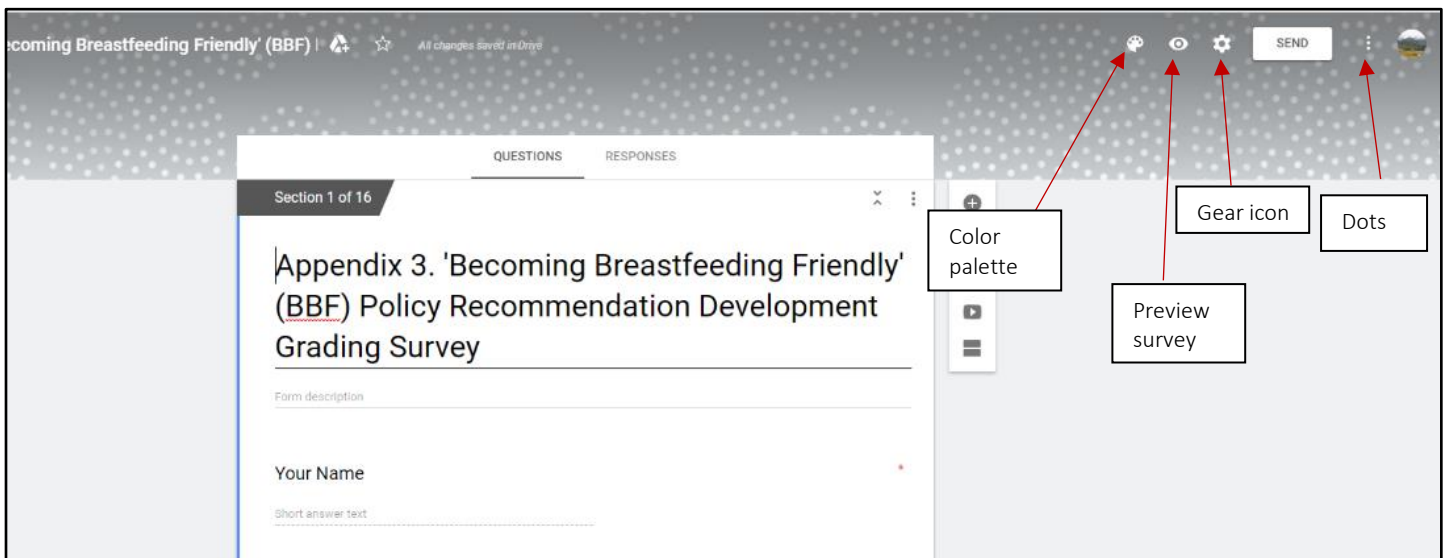 ecoming Breastfeeding Friendly' (BBF) |
All changes saved in Drive
SEND
QUESTIONS RESPONSES
Section 1 of 16
Color
palette
Gear icon
Dots
Preview
survey
Appendix 3. 'Becoming Breastfeeding Friendly'
(BBF) Policy Recommendation Development
Grading Survey
Form description
Your Name *
Short answer text